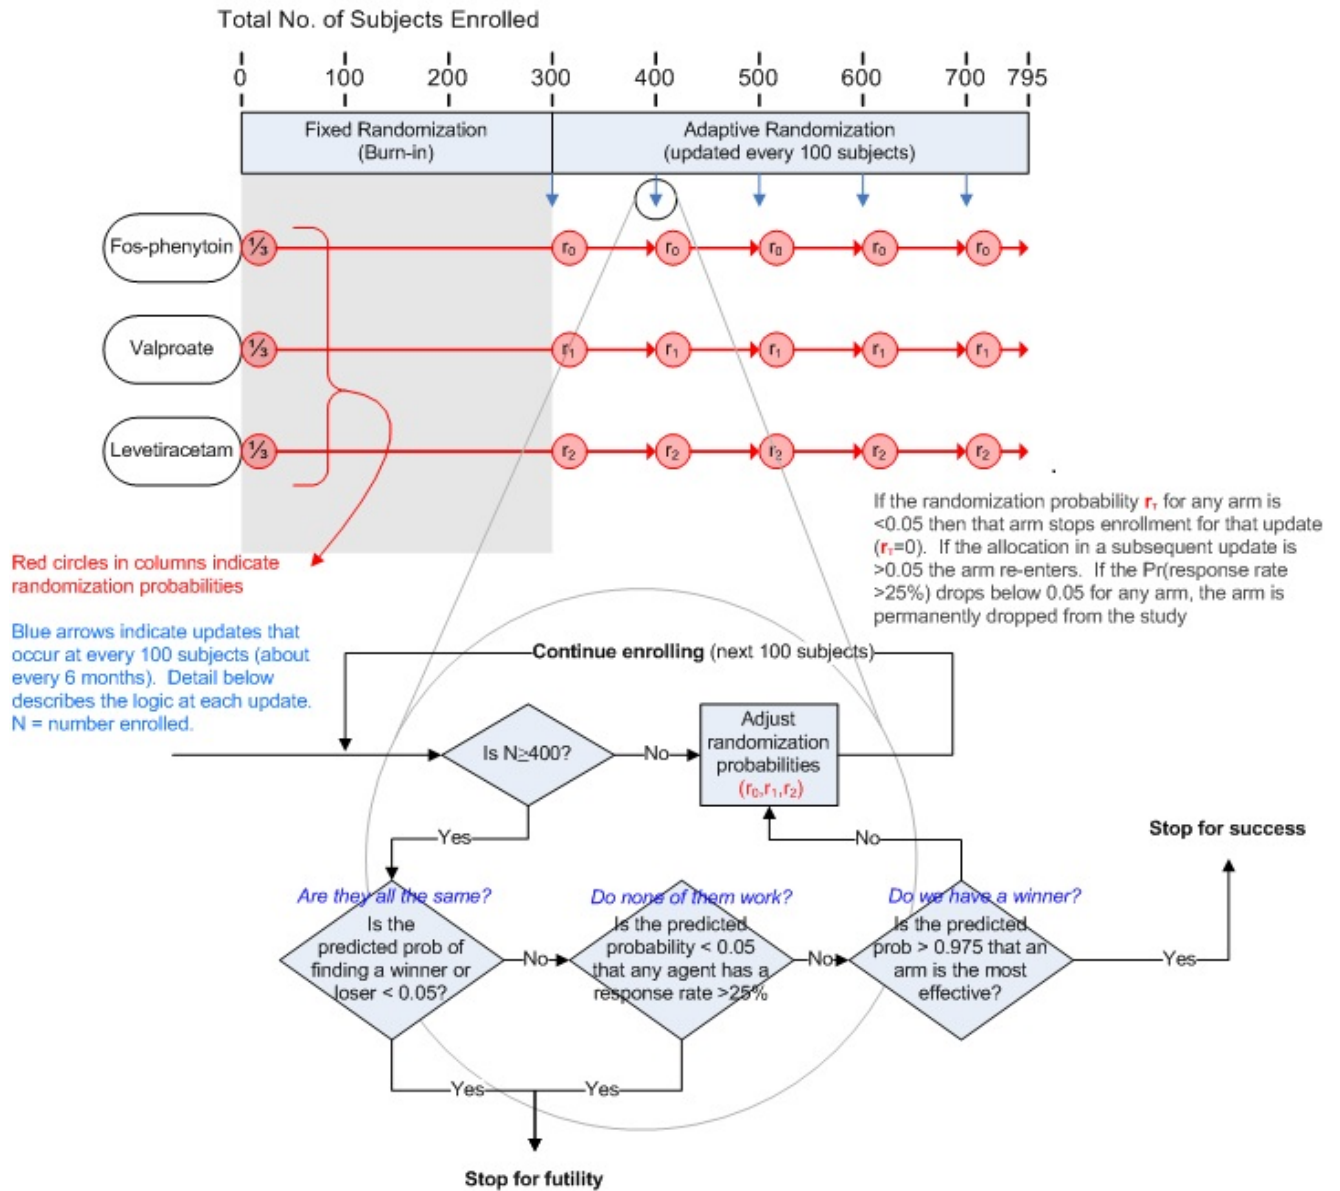 Total No. of Subjects Enrolled
0 100 200 300 400 500 600 700 795
Fixed Randomization
(Burn-in)
Adaptive Randomization
(updated every 100 subjects)
Fos-phenytoin
⅓ r₀ r₀ r₀ r₀ r₀
Valproate
⅓ r₁ r₁ r₁ r₁ r₁
Levetiracetam
⅓ r₂ r₂ r₂ r₂ r₂
If the randomization probability rₜ for any arm is
<0.05 then that arm stops enrollment for that update
(rₜ=0). If the allocation in a subsequent update is
>0.05 the arm re-enters. If the Pr(response rate
>25%) drops below 0.05 for any arm, the arm is
permanently dropped from the study
Red circles in columns indicate
randomization probabilities
Blue arrows indicate updates that
occur at every 100 subjects (about
every 6 months). Detail below
describes the logic at each update.
N = number enrolled.
Continue enrolling (next 100 subjects)
Is N≥400?
No
Adjust
randomization
probabilities
(r₀,r₁,r₂)
Yes
No
Stop for success
Are they all the same?
Is the
predicted prob of
finding a winner or
loser < 0.05?
No
Do none of them work?
Is the predicted
probability < 0.05
that any agent has a
response rate >25%
No
Do we have a winner?
Is the predicted
prob > 0.975 that an
arm is the most
effective?
Yes
Yes
Yes
Stop for futility